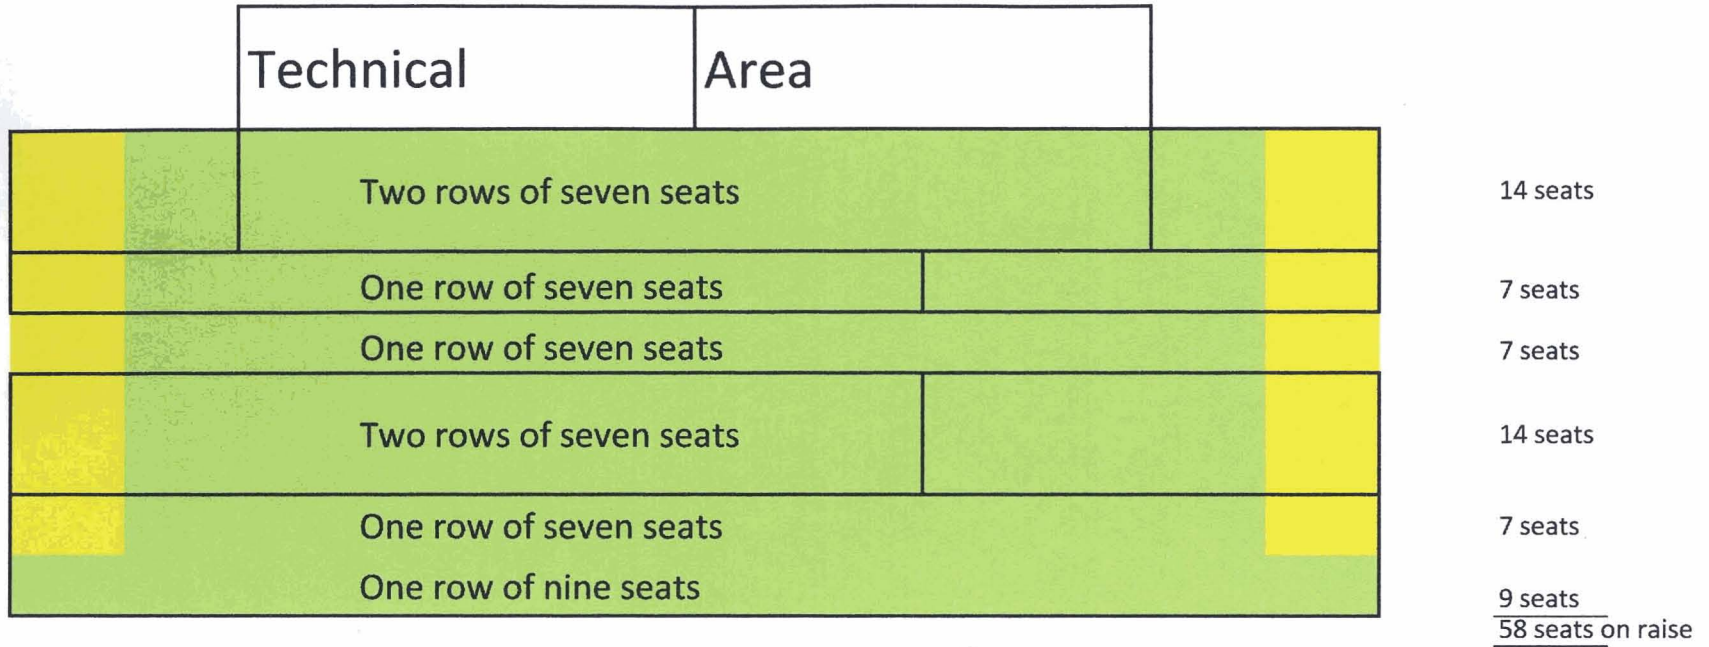 Technical Area
Two rows of seven seats 14 seats
One row of seven seats 7 seats
One row of seven seats 7 seats
Two rows of seven seats 14 seats
One row of seven seats 7 seats
One row of nine seats 9 seats
58 seats on raise